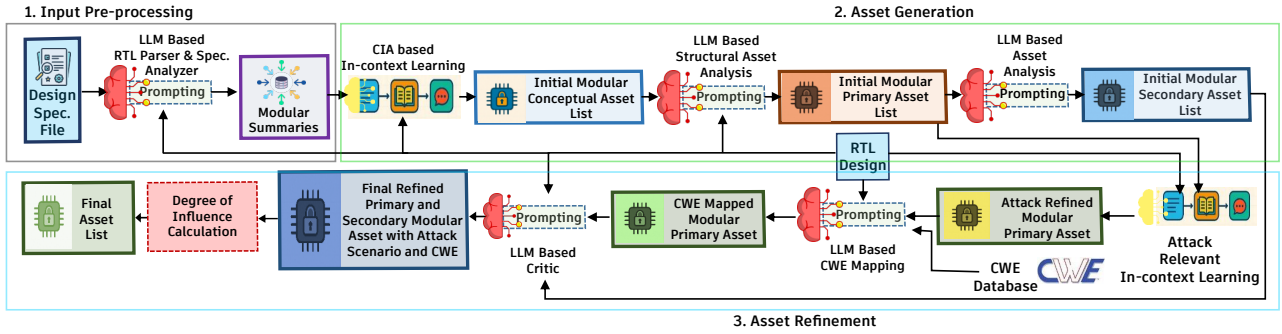 1. Input Pre-processing
2. Asset Generation
Design
Spec.
File
LLM Based
RTL Parser & Spec.
Analyzer
Prompting
Modular
Summaries
CIA based
In-context Learning
Initial Modular
Conceptual Asset
List
LLM Based
Structural Asset
Analysis
Prompting
Initial Modular
Primary Asset
List
LLM Based
Asset
Analysis
Prompting
Initial Modular
Secondary Asset
List
RTL
Design
Final
Asset
List
Degree of
Influence
Calculation
Final Refined
Primary and
Secondary Modular
Asset with Attack
Scenario and CWE
Prompting
LLM Based
Critic
CWE Mapped
Modular
Primary Asset
Prompting
LLM Based
CWE Mapping
Attack Refined
Modular
Primary Asset
Attack
Relevant
In-context Learning
CWE
Database
CWE
3. Asset Refinement